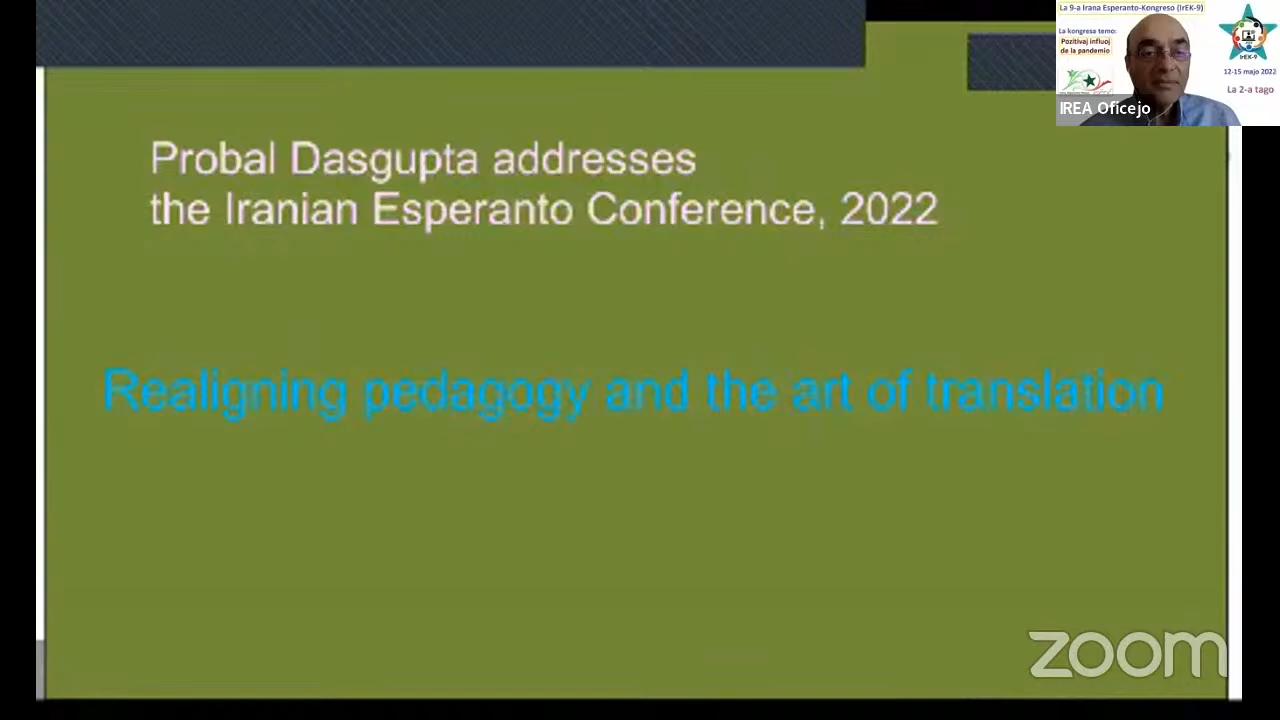 Probal Dasgupta addresses
the Iranian Esperanto Conference, 2022
Realigning pedagogy and the art of translation
La 9-a Irana Esperanto-Kongreso (IrEK-9)
La kongresa temo:
Pozitivaj influoj
de la pandemio
IrEK-9
12-15 majo 2022
La 2-a tago
IREA Oficejo
zoom